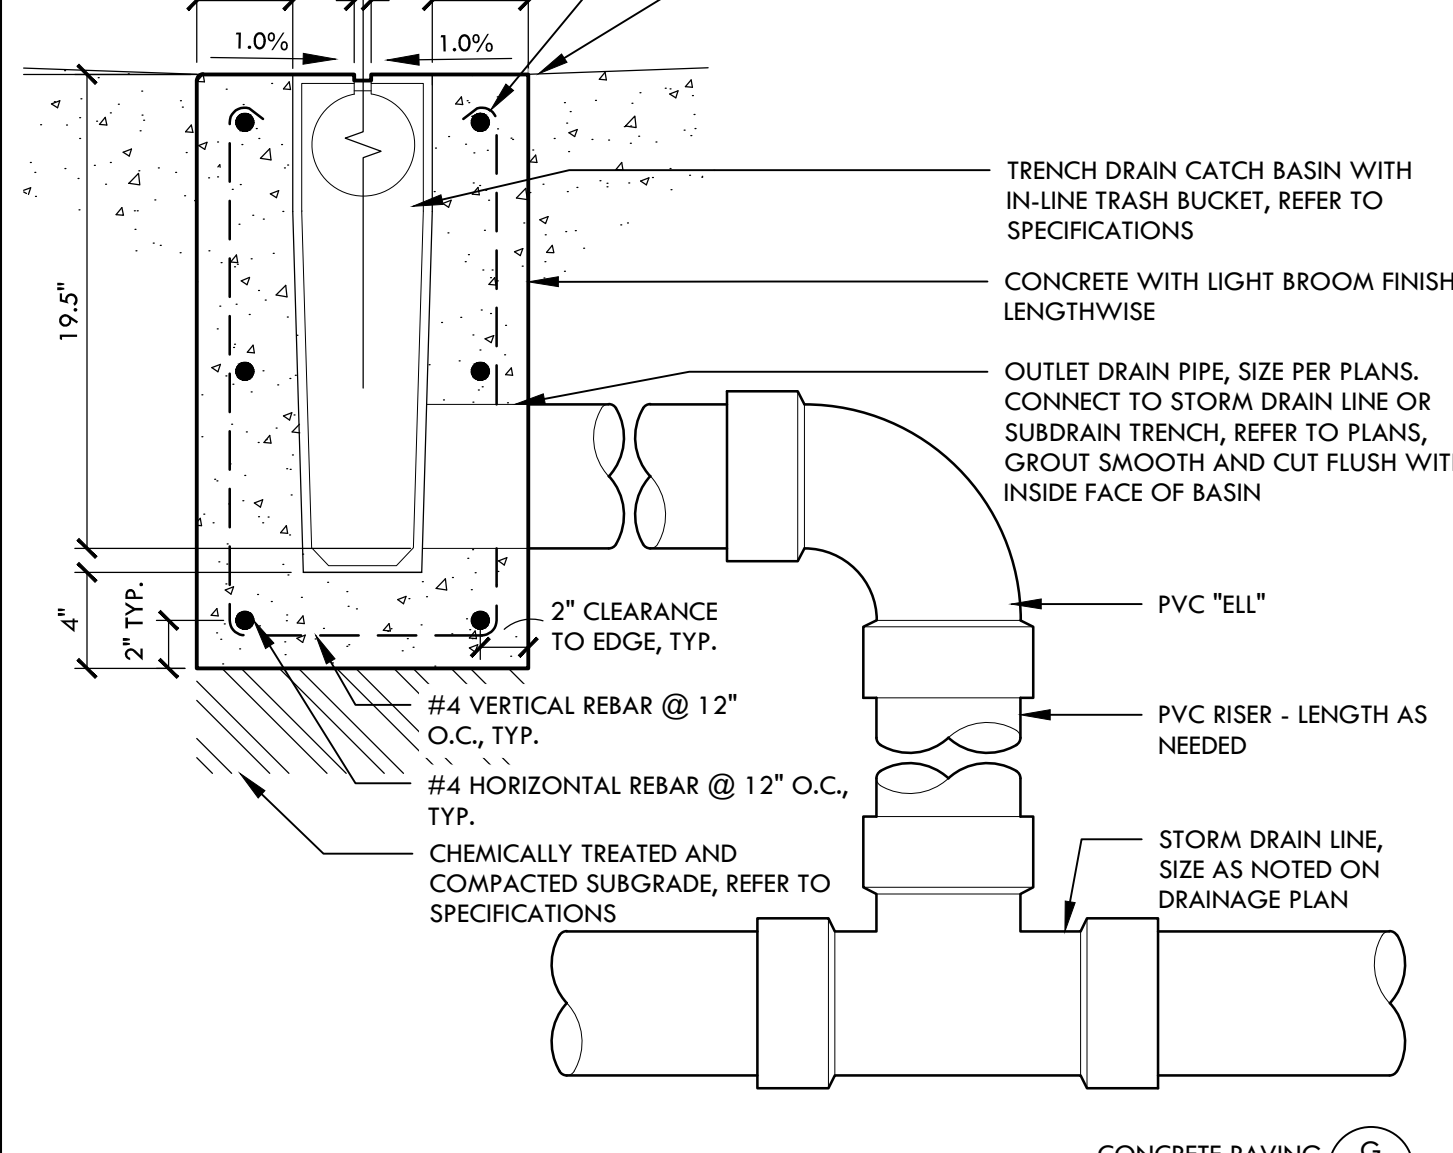 1.0% 1.0%
TRENCH DRAIN CATCH BASIN WITH
IN-LINE TRASH BUCKET, REFER TO
SPECIFICATIONS
CONCRETE WITH LIGHT BROOM FINISH
LENGTHWISE
19.5"
OUTLET DRAIN PIPE, SIZE PER PLANS.
CONNECT TO STORM DRAIN LINE OR
SUBDRAIN TRENCH, REFER TO PLANS,
GROUT SMOOTH AND CUT FLUSH WITH
INSIDE FACE OF BASIN
4"
2" TYP.
2" CLEARANCE
TO EDGE, TYP.
PVC "ELL"
#4 VERTICAL REBAR @ 12"
O.C., TYP.
PVC RISER - LENGTH AS
NEEDED
#4 HORIZONTAL REBAR @ 12" O.C.,
TYP.
CHEMICALLY TREATED AND
COMPACTED SUBGRADE, REFER TO
SPECIFICATIONS
STORM DRAIN LINE,
SIZE AS NOTED ON
DRAINAGE PLAN
CONCRETE PAVING
G